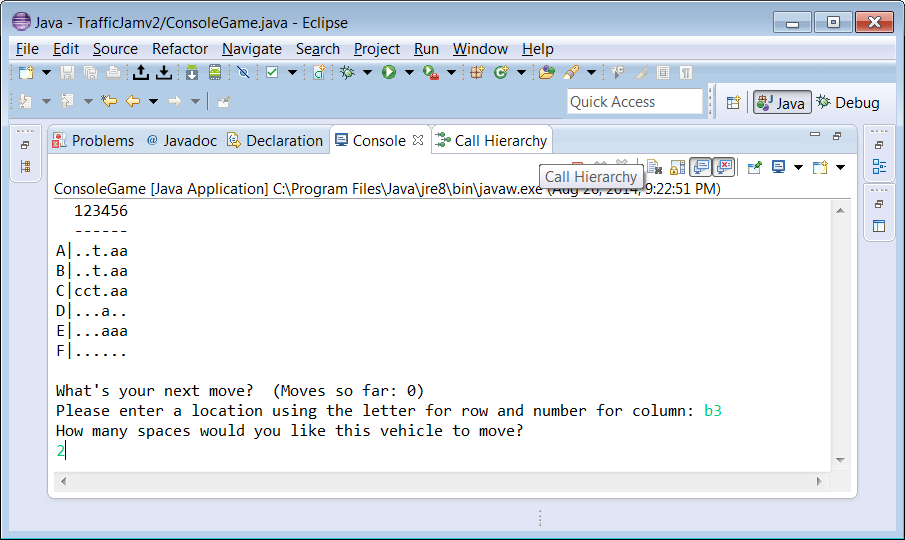 Java - TrafficJamv2/ConsoleGame.java - Eclipse
File Edit Source Refactor Navigate Search Project Run Window Help
Quick Access Java Debug
Problems @ Javadoc Declaration Console Call Hierarchy
Call Hierarchy
ConsoleGame [Java Application] C:\Program Files\Java\jre8\bin\javaw.exe (Aug 26, 2014, 9:22:51 PM)
123456
------
A|..t.aa
B|..t.aa
C|cct.aa
D|...a..
E|...aaa
F|......
What's your next move?  (Moves so far: 0)
Please enter a location using the letter for row and number for column: b3
How many spaces would you like this vehicle to move?
2